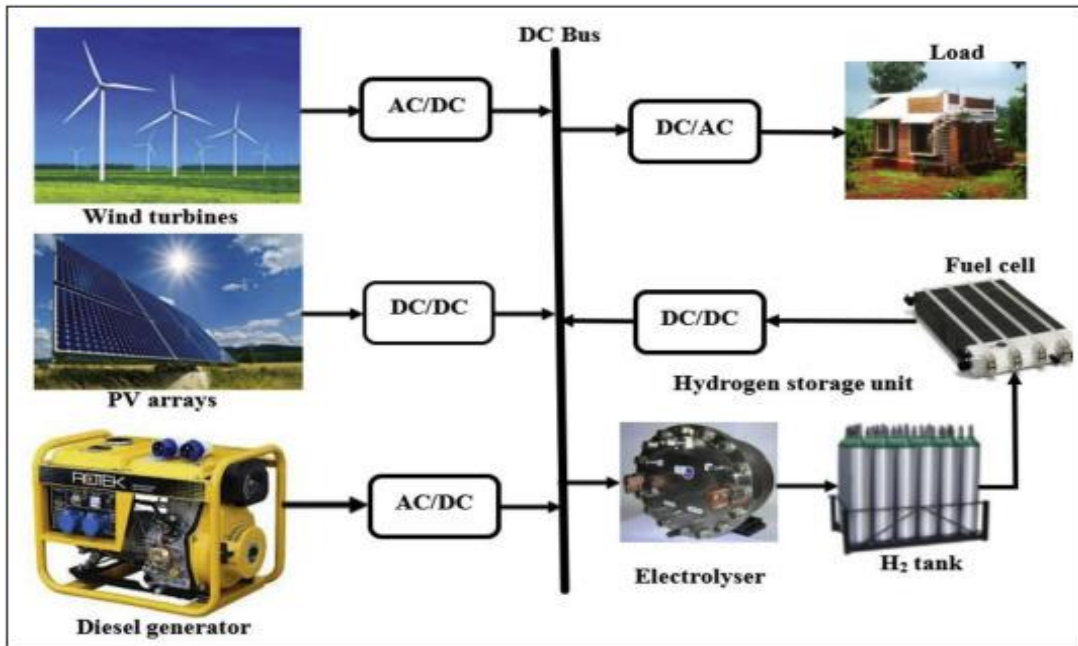 DC Bus
Load
AC/DC
DC/AC
Wind turbines
Fuel cell
DC/DC
DC/DC
Hydrogen storage unit
PV arrays
ROTEK
AC/DC
Electrolyser
H₂ tank
Diesel generator